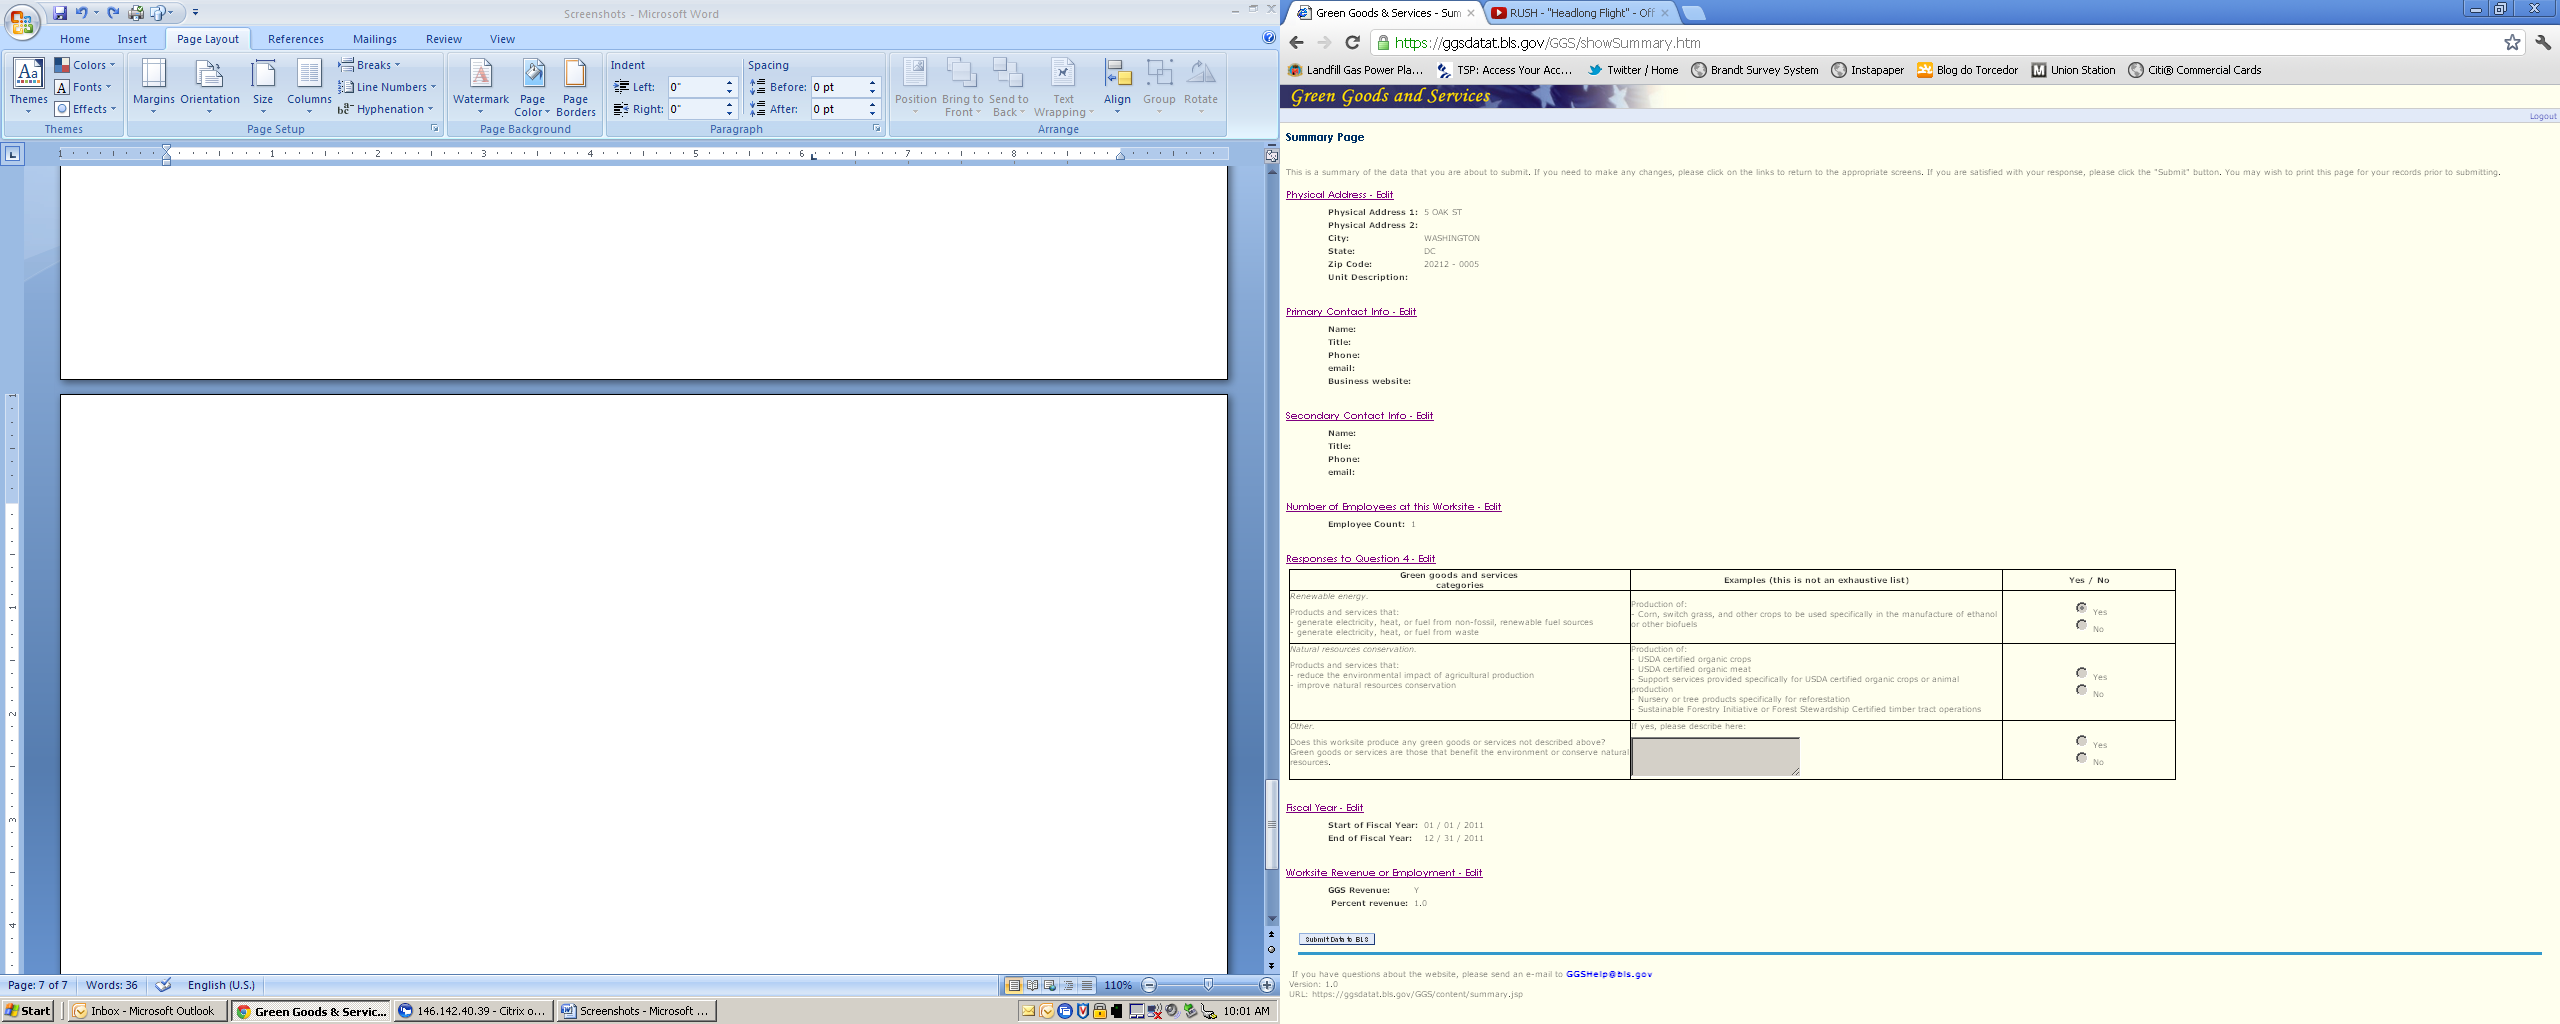 Screenshots - Microsoft Word
Home Insert Page Layout References Mailings Review View
Themes
Colors
Fonts
Effects
Themes
Margins Orientation Size Columns
Breaks
Line Numbers
Hyphenation
Page Setup
Watermark Page Color Page Borders
Page Background
Indent Spacing
Left: 0" Before: 0 pt
Right: 0" After: 0 pt
Paragraph
Position Bring to Front Send to Back Text Wrapping Align Group Rotate
Arrange
1 1 2 3 4 5 6 7 8
1
1
2
3
4
Page: 7 of 7 Words: 36 English (U.S.) 110%
Start Inbox - Microsoft Outlook Green Goods & Servic... 146.142.40.39 - Citrix o... Screenshots - Microsoft ... 10:01 AM
Green Goods & Services - Sum RUSH - "Headlong Flight" - Off
https://ggsdatat.bls.gov/GGS/showSummary.htm
Landfill Gas Power Pla... TSP: Access Your Acc... Twitter / Home Brandt Survey System Instapaper Blog do Torcedor Union Station Citi® Commercial Cards
Green Goods and Services
Logout
Summary Page
This is a summary of the data that you are about to submit. If you need to make any changes, please click on the links to return to the appropriate screens. If you are satisfied with your response, please click the "Submit" button. You may wish to print this page for your records prior to submitting.
Physical Address - Edit
Physical Address 1: 5 OAK ST
Physical Address 2:
City: WASHINGTON
State: DC
Zip Code: 20212 - 0005
Unit Description:
Primary Contact Info - Edit
Name:
Title:
Phone:
email:
Business website:
Secondary Contact Info - Edit
Name:
Title:
Phone:
email:
Number of Employees at this Worksite - Edit
Employee Count: 1
Responses to Question 4 - Edit
Green goods and services
categories
Examples (this is not an exhaustive list)
Yes / No
Renewable energy.
Products and services that:
- generate electricity, heat, or fuel from non-fossil, renewable fuel sources
- generate electricity, heat, or fuel from waste
Production of:
- Corn, switch grass, and other crops to be used specifically in the manufacture of ethanol
or other biofuels
Yes
No
Natural resources conservation.
Products and services that:
- reduce the environmental impact of agricultural production
- improve natural resources conservation
Production of:
- USDA certified organic crops
- USDA certified organic meat
- Support services provided specifically for USDA certified organic crops or animal
production
- Nursery or tree products specifically for reforestation
- Sustainable Forestry Initiative or Forest Stewardship Certified timber tract operations
Yes
No
Other.
Does this worksite produce any green goods or services not described above?
Green goods or services are those that benefit the environment or conserve natural
resources.
If yes, please describe here:
Yes
No
Fiscal Year - Edit
Start of Fiscal Year: 01 / 01 / 2011
End of Fiscal Year: 12 / 31 / 2011
Worksite Revenue or Employment - Edit
GGS Revenue: Y
Percent revenue: 1.0
Submit Data to BLS
If you have questions about the website, please send an e-mail to GGSHelp@bls.gov
Version: 1.0
URL: https://ggsdatat.bls.gov/GGS/content/summary.jsp